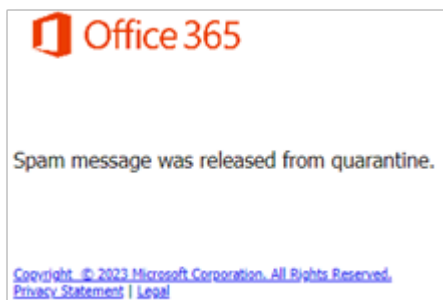 Office 365
Spam message was released from quarantine.
Copyright © 2023 Microsoft Corporation. All Rights Reserved.
Privacy Statement | Legal